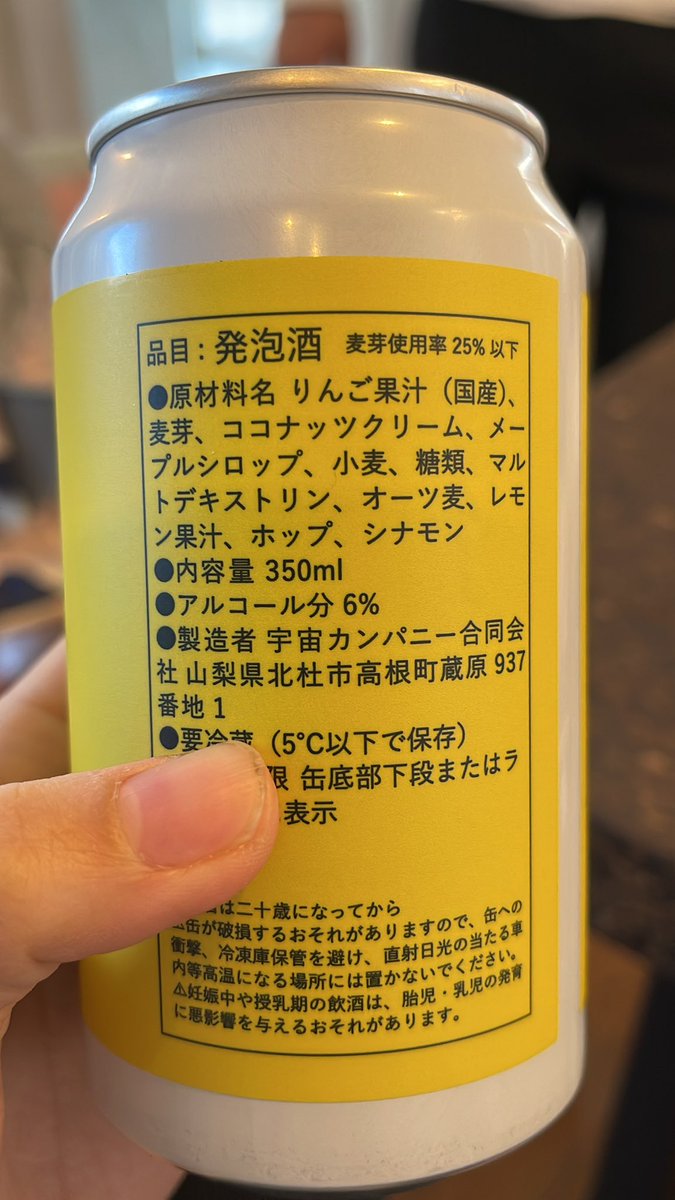 品目：発泡酒 麦芽使用率 25% 以下
●原材料名 りんご果汁（国産）、
麦芽、ココナッツクリーム、メー
プルシロップ、小麦、糖類、マル
トデキストリン、オーツ麦、レモ
ン果汁、ホップ、シナモン
●内容量 350ml
●アルコール分 6%
●製造者 宇宙カンパニー合同会
社 山梨県北杜市高根町蔵原 937
番地 1
●要冷蔵（5℃以下で保存）
限 缶底部下段またはラ
表示
は二十歳になってから
缶が破損するおそれがありますので、缶への
衝撃、冷凍庫保管を避け、直射日光の当たる車
内等高温になる場所には置かないでください。
⚠妊娠中や授乳期の飲酒は、胎児・乳児の発育
に悪影響を与えるおそれがあります。